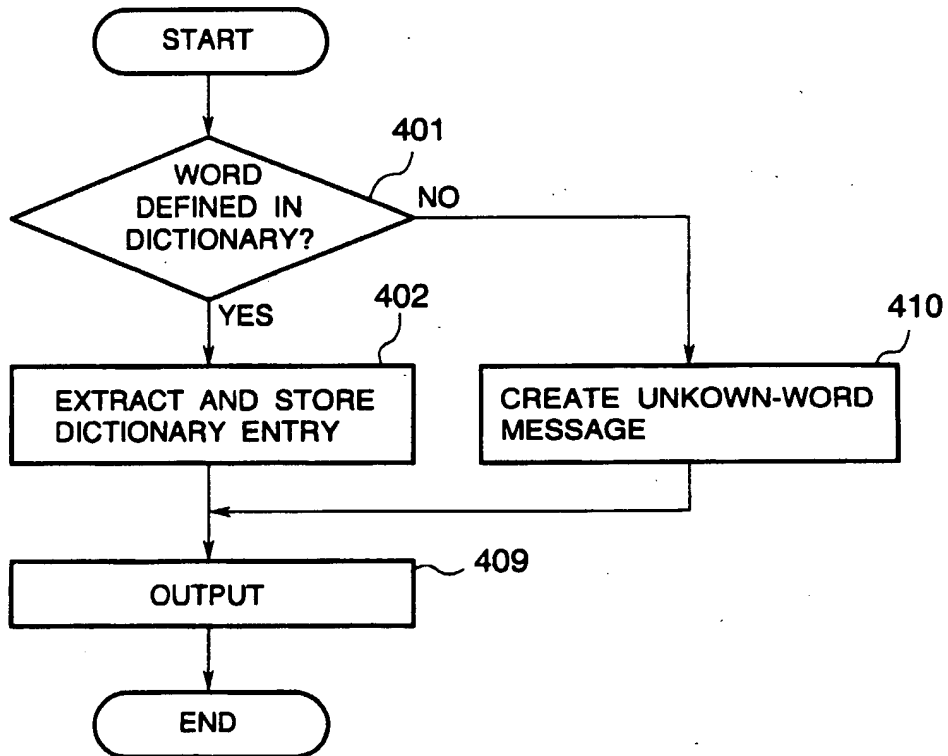 START
401
WORD
DEFINED IN
DICTIONARY?
NO
YES
402
EXTRACT AND STORE
DICTIONARY ENTRY
410
CREATE UNKOWN-WORD
MESSAGE
409
OUTPUT
END